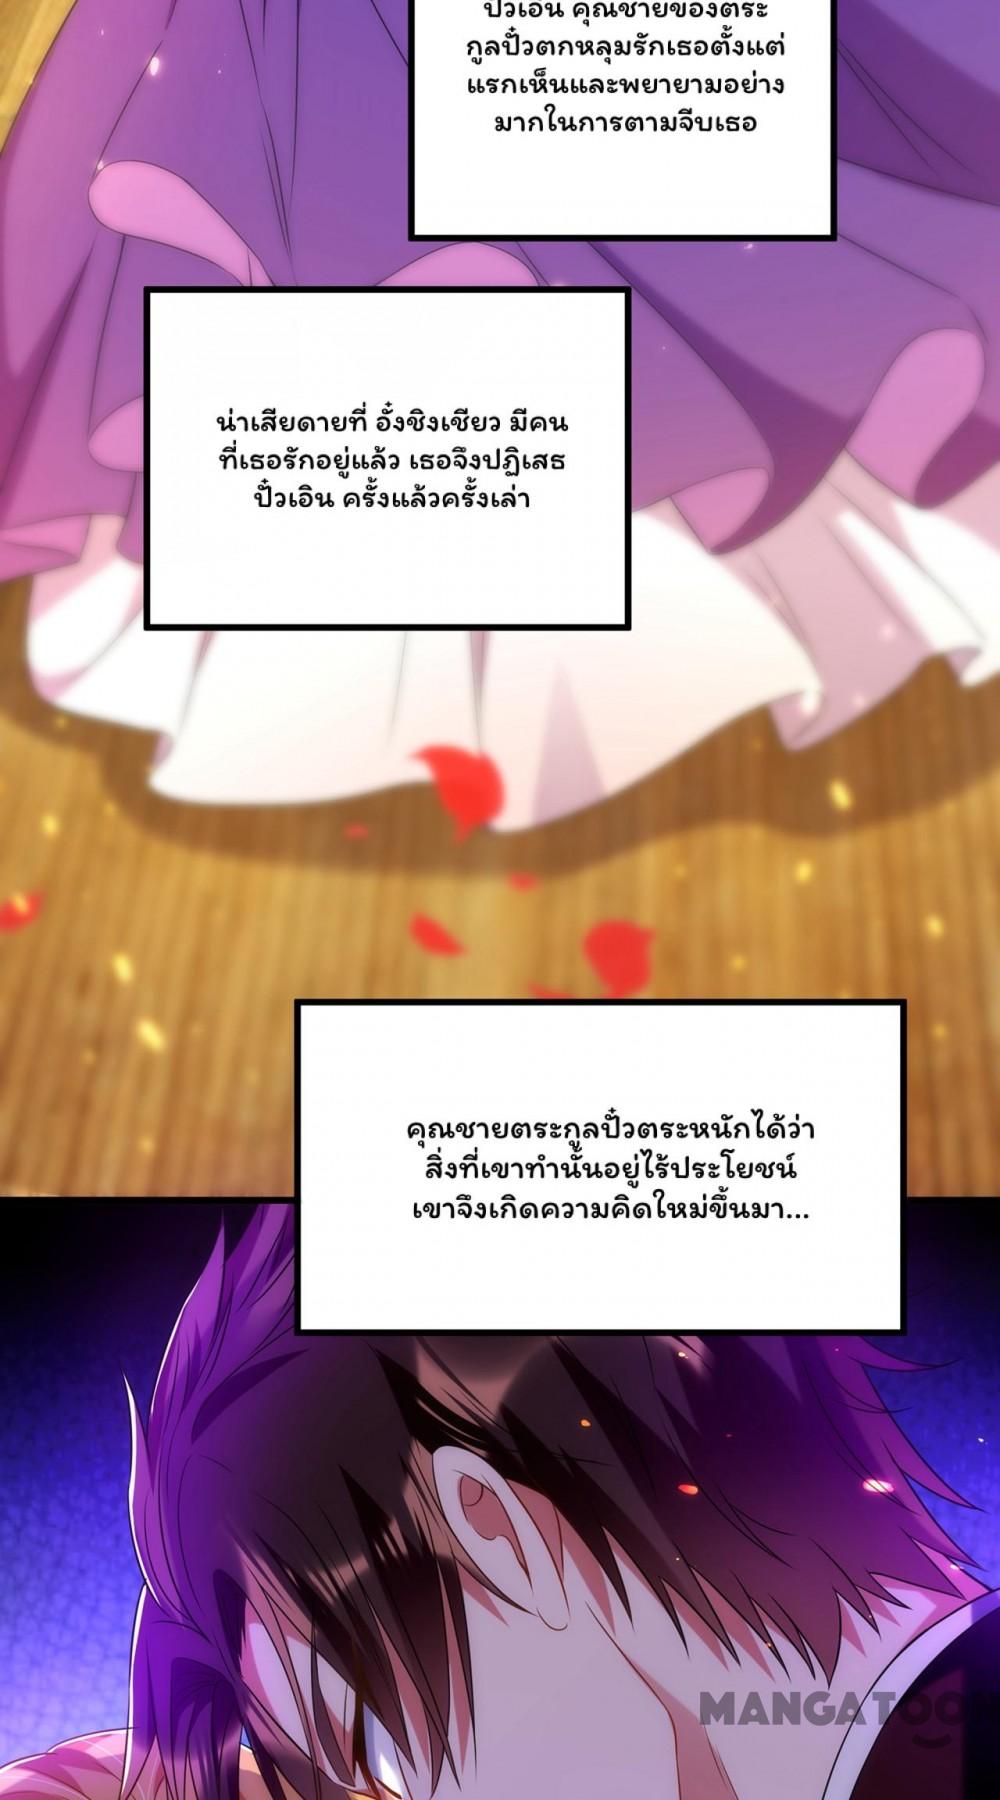 ปั๋วเอิน คุณชายของตระ
กูลปั๋วตกหลุมรักเธอตั้งแต่
แรกเห็นและพยายามอย่าง
มากในการตามจีบเธอ
น่าเสียดายที่ อั๋งชิงเชียว มีคน
ที่เธอรักอยู่แล้ว เธอจึงปฏิเสธ
ปั๋วเอิน ครั้งแล้วครั้งเล่า
คุณชายตระกูลปั๋วตระหนักได้ว่า
สิ่งที่เขาทำนั้นอยู่ไร้ประโยชน์
เขาจึงเกิดความคิดใหม่ขึ้นมา...
MANGATOON